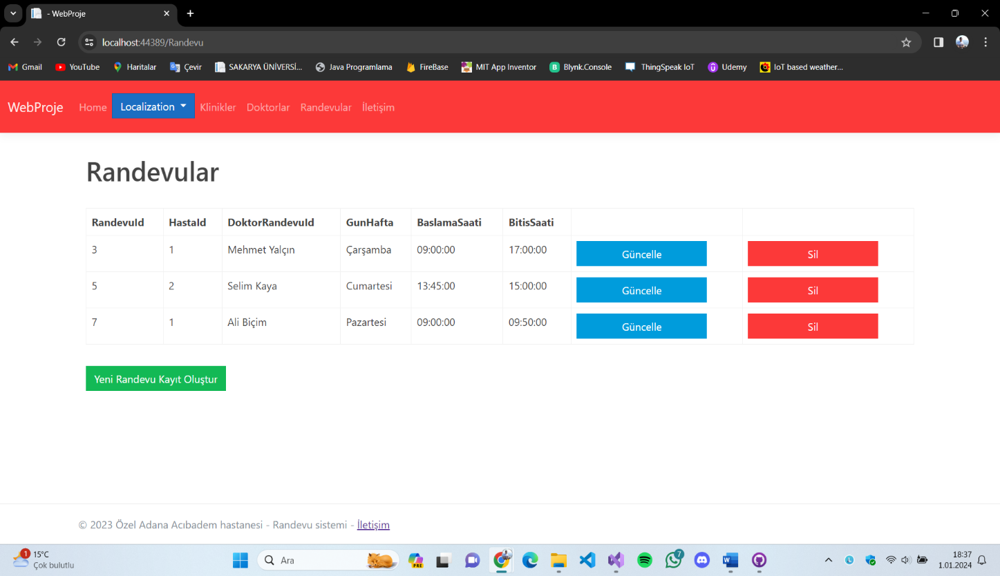 - WebProje
localhost:44389/Randevu
Gmail YouTube Haritalar Çevir SAKARYA ÜNİVERSİ... Java Programlama FireBase MIT App Inventor Blynk.Console ThingSpeak IoT Udemy IoT based weather...
WebProje Home Localization Klinikler Doktorlar Randevular İletişim
Randevular
RandevuId HastaId DoktorRandevuId GunHafta BaslamaSaati BitisSaati
3 1 Mehmet Yalçın Çarşamba 09:00:00 17:00:00 Güncelle Sil
5 2 Selim Kaya Cumartesi 13:45:00 15:00:00 Güncelle Sil
7 1 Ali Biçim Pazartesi 09:00:00 09:50:00 Güncelle Sil
Yeni Randevu Kayıt Oluştur
© 2023 Özel Adana Acıbadem hastanesi - Randevu sistemi - İletişim
1 15°C
Çok bulutlu
Ara
PRE
7
18:37
1.01.2024